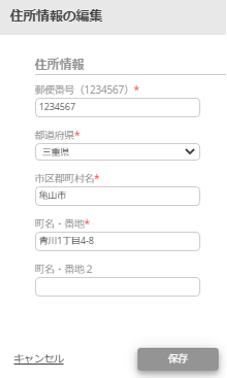 住所情報の編集
住所情報
郵便番号（1234567）*
1234567
都道府県*
三重県
市区郡町村名*
亀山市
町名・番地*
青川1丁目4-8
町名・番地２
キャンセル
保存